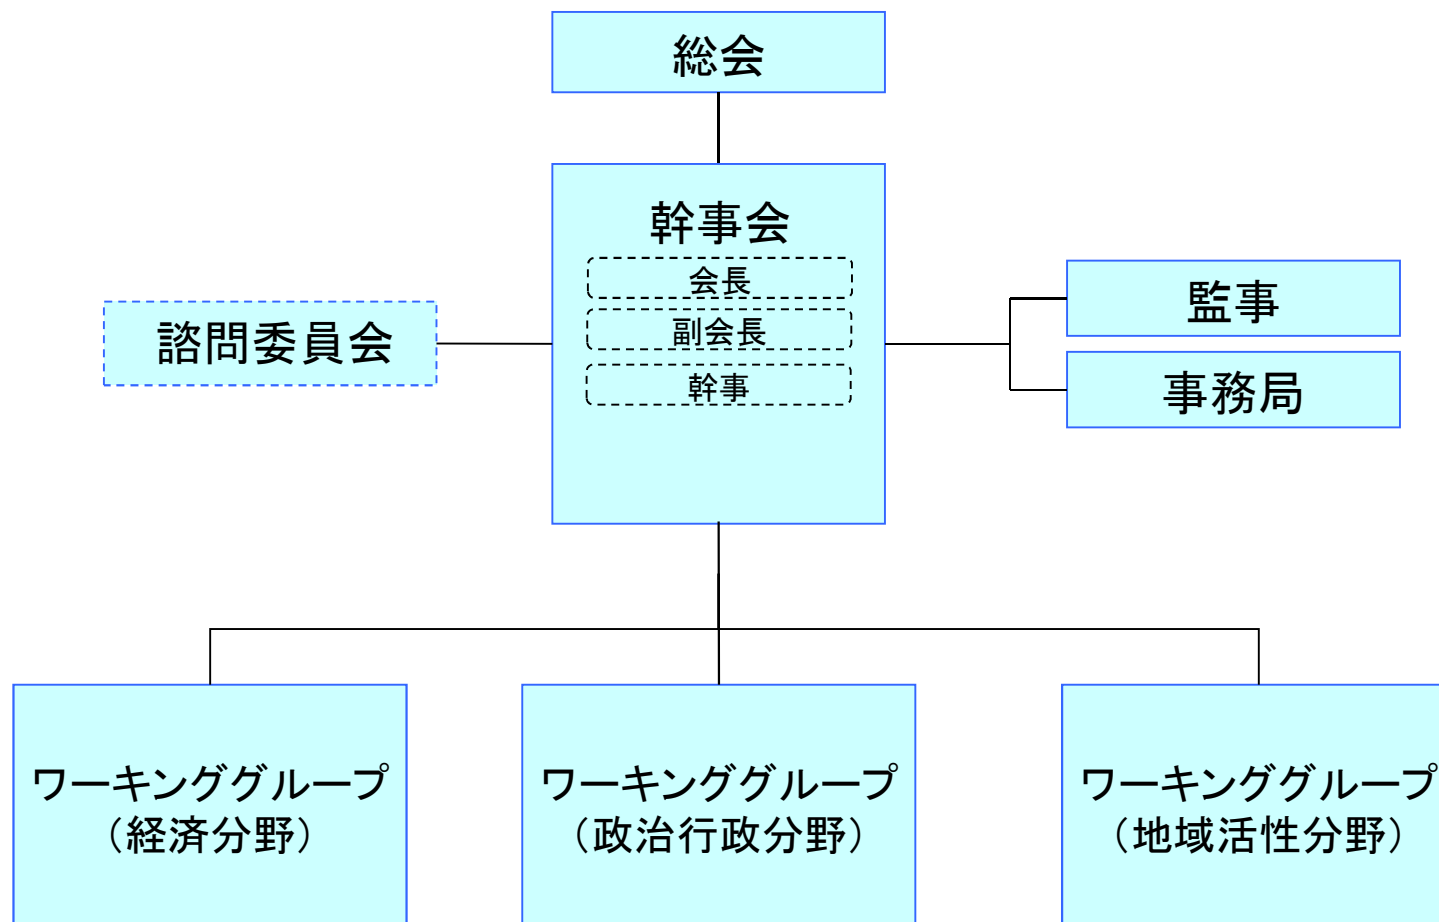 総会
幹事会
会長
副会長
幹事
諮問委員会
監事
事務局
ワーキンググループ
（経済分野）
ワーキンググループ
（政治行政分野）
ワーキンググループ
（地域活性分野）